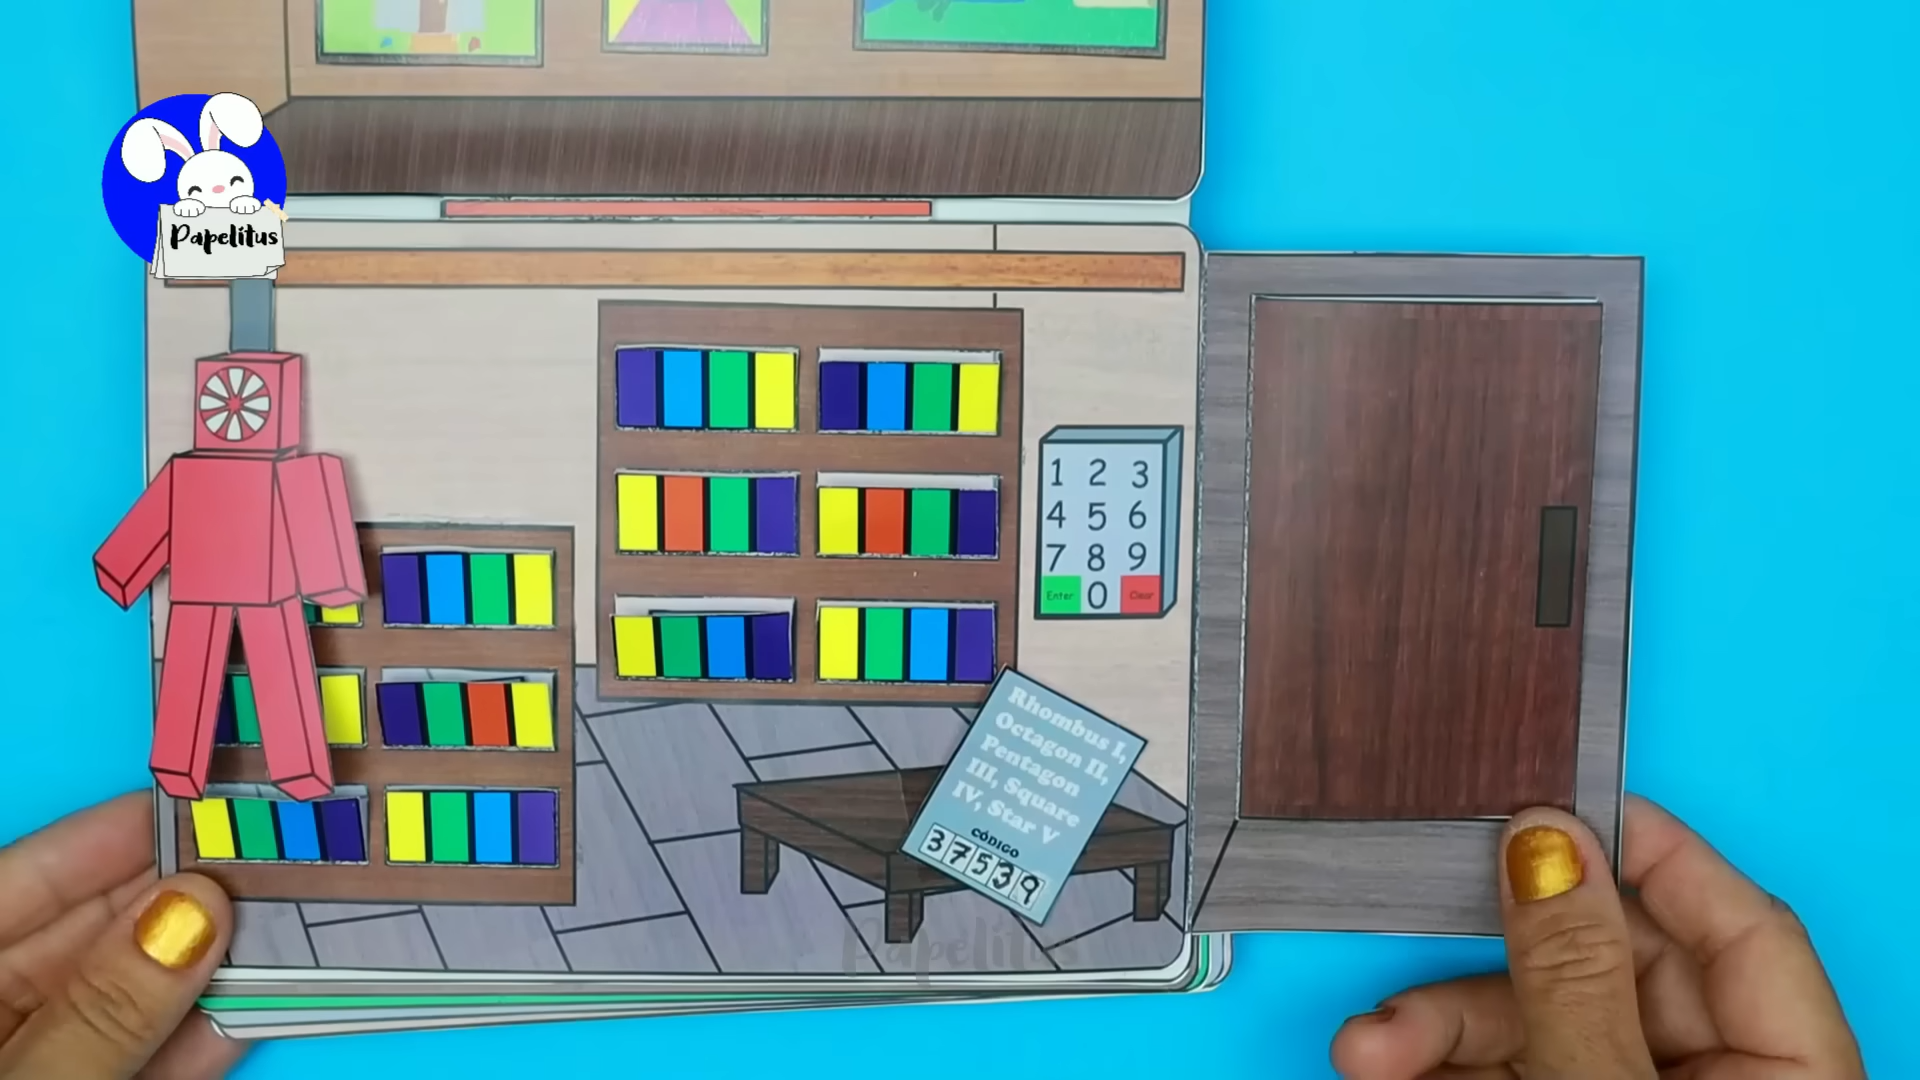 Papelitus
1 2 3
4 5 6
7 8 9
Enter 0 Clear
Rhombus I,
Octagon II,
Pentagon
III, Square
IV, Star V
CÓDIGO
37539
Papelitus